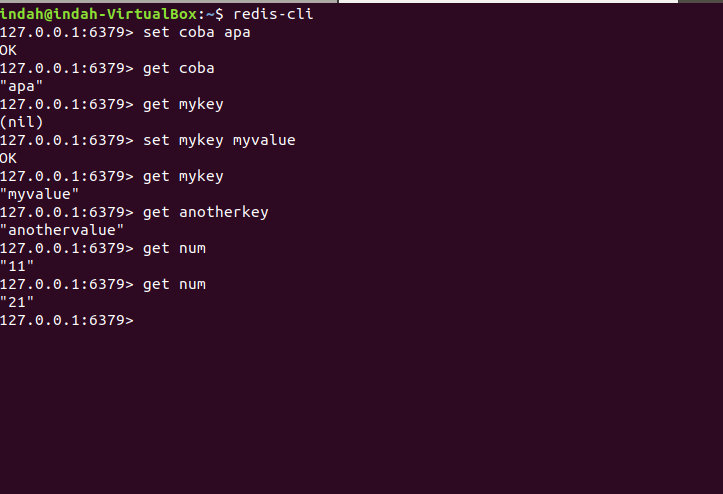 indah@indah-VirtualBox:~$ redis-cli
127.0.0.1:6379> set coba apa
OK
127.0.0.1:6379> get coba
"apa"
127.0.0.1:6379> get mykey
(nil)
127.0.0.1:6379> set mykey myvalue
OK
127.0.0.1:6379> get mykey
"myvalue"
127.0.0.1:6379> get anotherkey
"anothervalue"
127.0.0.1:6379> get num
"11"
127.0.0.1:6379> get num
"21"
127.0.0.1:6379>